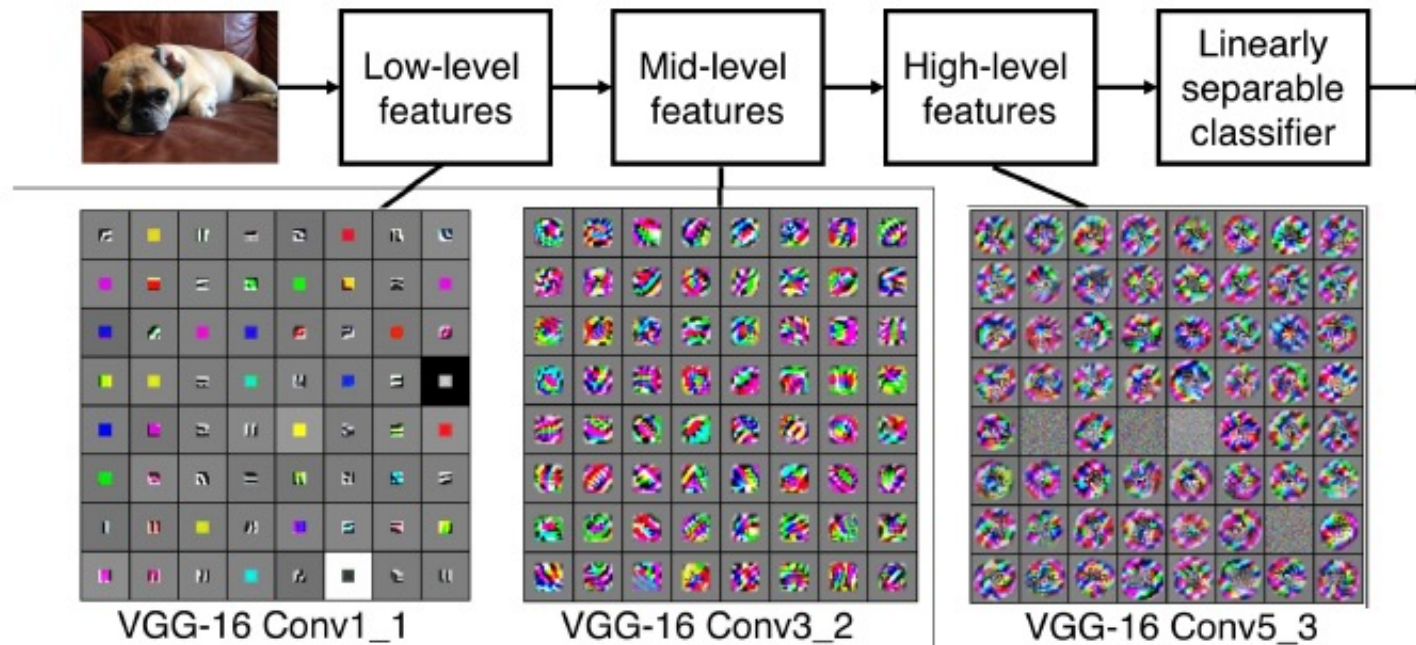 Low-level
features
Mid-level
features
High-level
features
Linearly
separable
classifier
VGG-16 Conv1_1
VGG-16 Conv3_2
VGG-16 Conv5_3